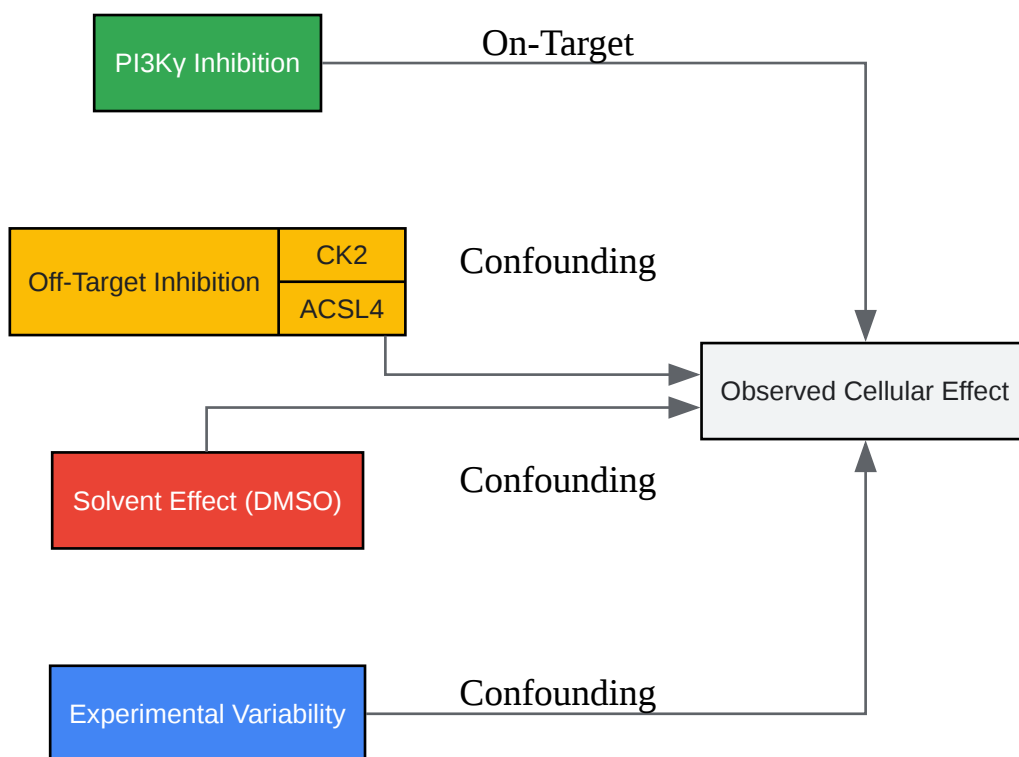 PI3Kγ Inhibition
On-Target
Off-Target Inhibition
CK2
ACSL4
Confounding
Observed Cellular Effect
Solvent Effect (DMSO)
Confounding
Experimental Variability
Confounding